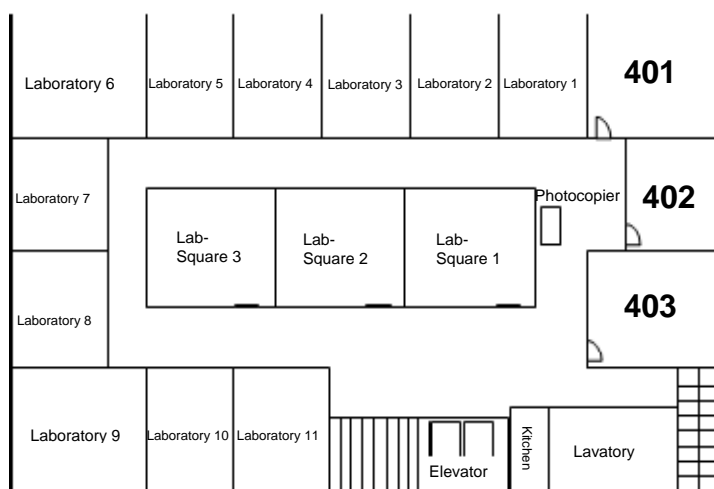 Laboratory 6
Laboratory 5
Laboratory 4
Laboratory 3
Laboratory 2
Laboratory 1
401
Laboratory 7
Photocopier
402
Lab-
Square 3
Lab-
Square 2
Lab-
Square 1
Laboratory 8
403
Laboratory 9
Laboratory 10
Laboratory 11
Elevator
Kitchen
Lavatory